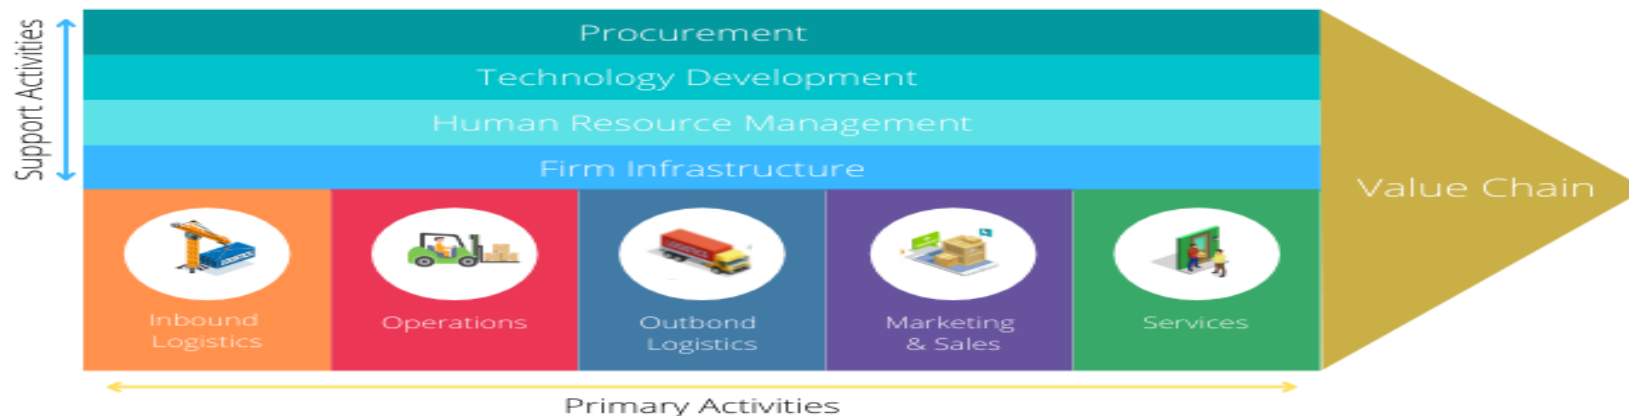 Support Activities
Procurement
Technology Development
Human Resource Management
Firm Infrastructure
Value Chain
Inbound
Logistics
Operations
Outbond
Logistics
Marketing
& Sales
Services
Primary Activities